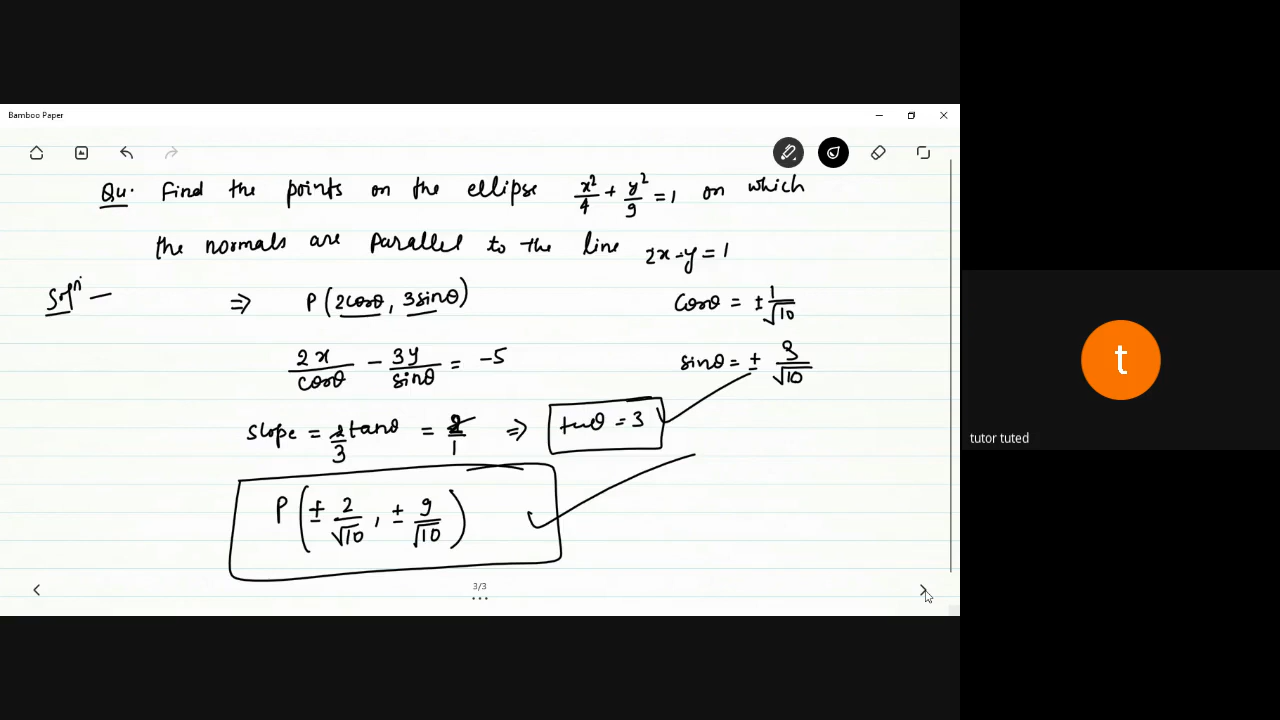 Bamboo Paper
Qu. Find the points on the ellipse x²/4 + y²/9 = 1 on which
the normals are parallel to the line 2x - y = 1
Solⁿ —
⇒ P(2cosθ, 3sinθ)
cosθ = ± 1/√10
2x/cosθ - 3y/sinθ = -5
sinθ = ± 3/√10
slope = 2/3 tanθ = 2/1 ⇒ tanθ = 3
P(± 2/√10, ± 9/√10)
3/3
t
tutor tuted